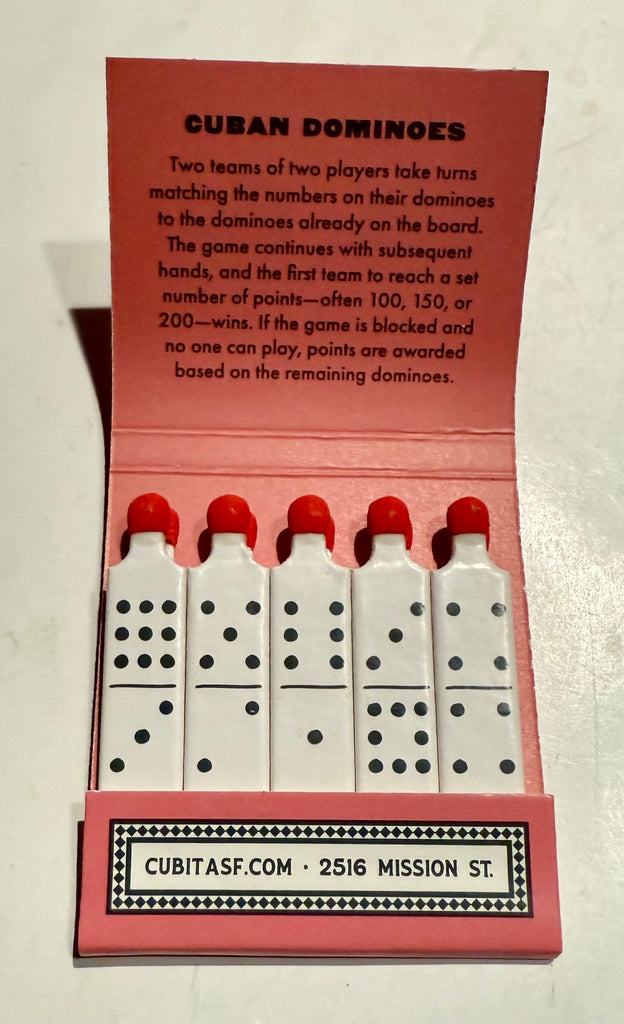 CUBAN DOMINOES
Two teams of two players take turns
matching the numbers on their dominoes
to the dominoes already on the board.
The game continues with subsequent
hands, and the first team to reach a set
number of points—often 100, 150, or
200—wins. If the game is blocked and
no one can play, points are awarded
based on the remaining dominoes.
CUBITASF.COM · 2516 MISSION ST.